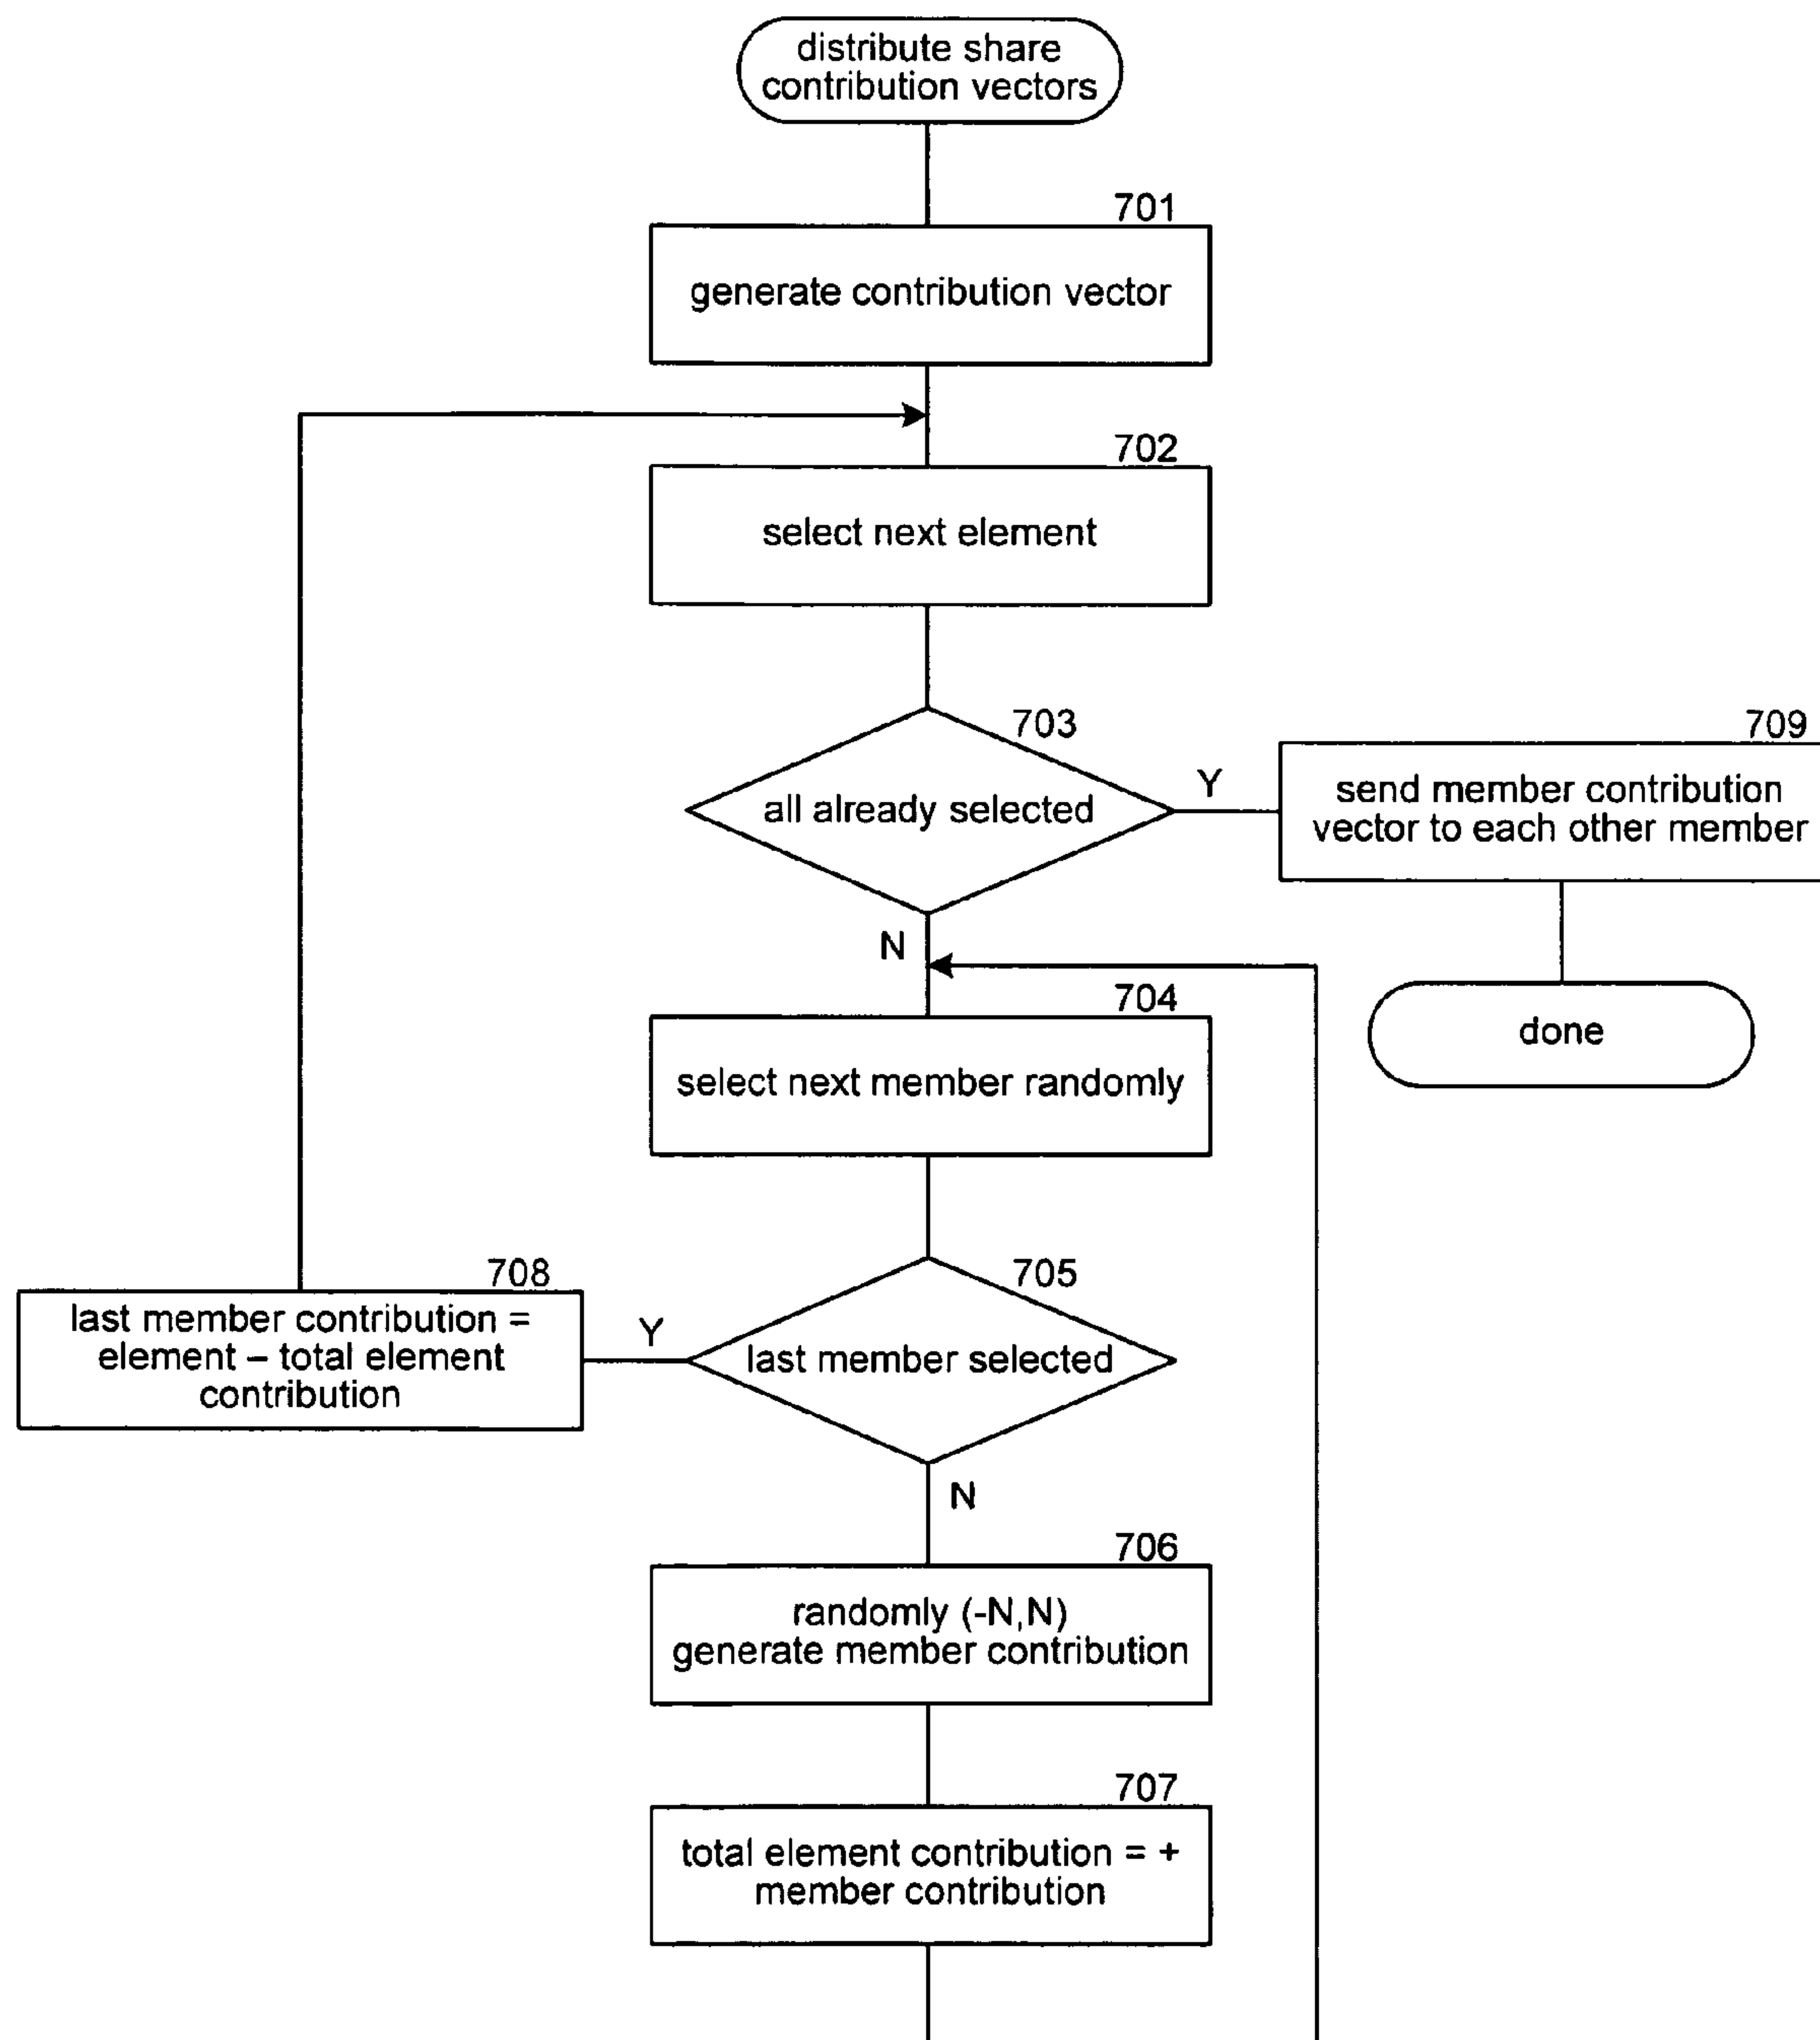 distribute share
contribution vectors
701
generate contribution vector
702
select next element
703
all already selected
Y
N
709
send member contribution
vector to each other member
done
704
select next member randomly
705
last member selected
Y
N
708
last member contribution =
element – total element
contribution
706
randomly (-N,N)
generate member contribution
707
total element contribution = +
member contribution